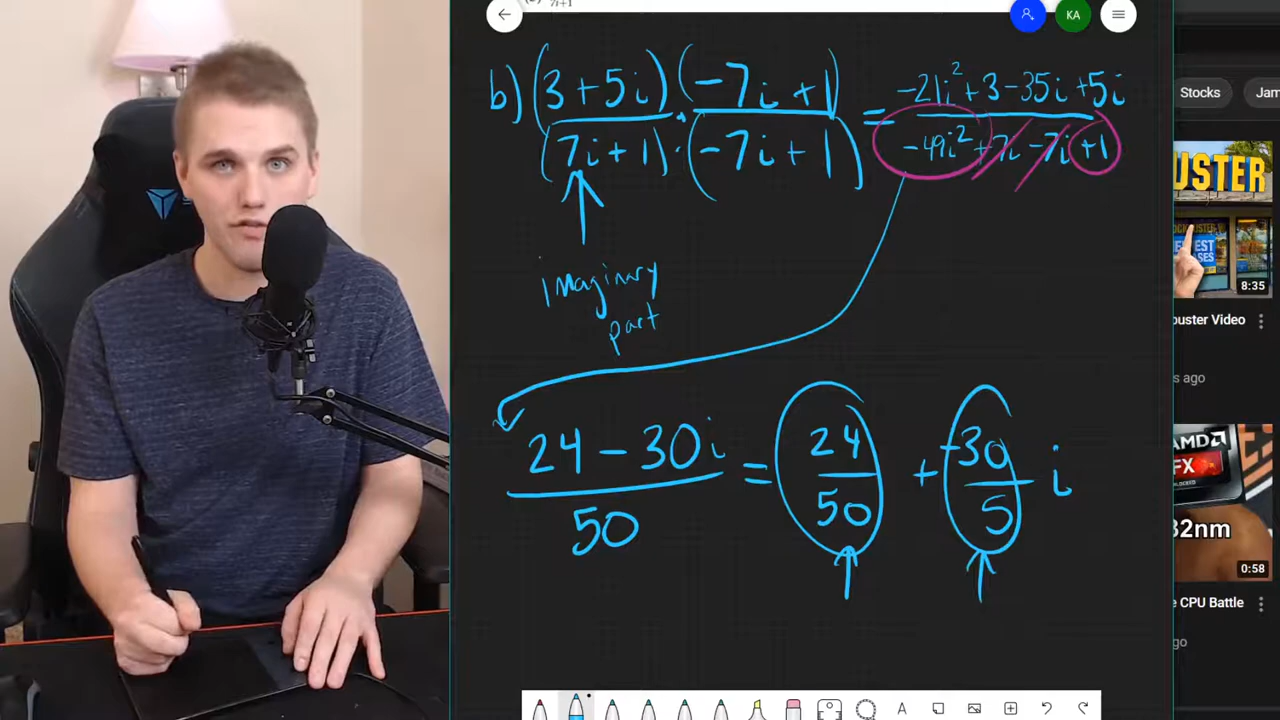 KA
b) (3 + 5i) · (-7i + 1) = -21i² + 3 - 35i + 5i
(7i + 1) · (-7i + 1) -49i² + 7i - 7i + 1
imaginary
part
24 - 30i = 24 + -30 i
50 50 5
Stocks
Jam
USTER
8:35
uster Video
s ago
AMD
FX
32nm
0:58
e CPU Battle
go
A